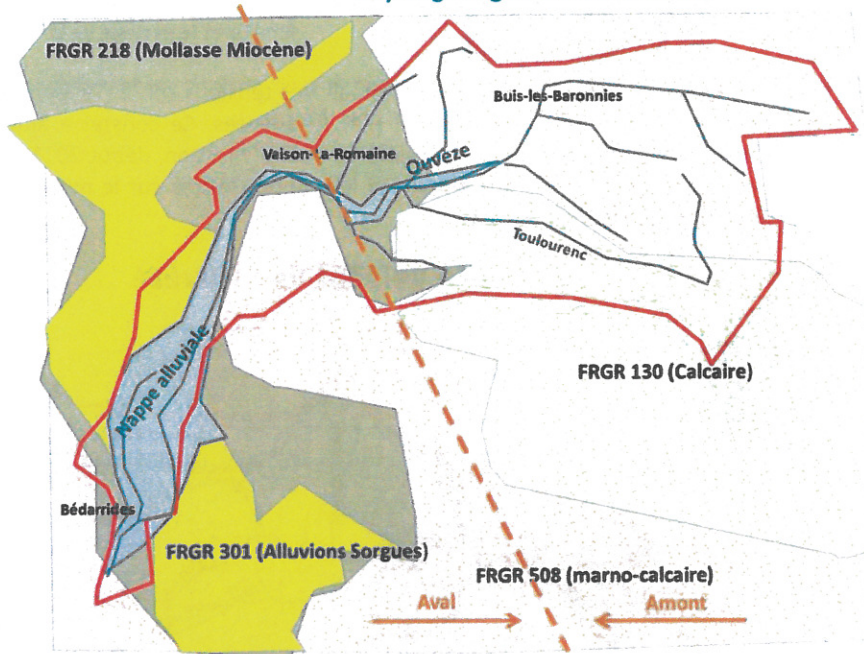 FRGR 218 (Mollasse Miocène)
Buis-les-Baronnies
Vaison-La-Romaine
Ouvèze
Toulourenc
Nappe alluviale
FRGR 130 (Calcaire)
Bédarrides
FRGR 301 (Alluvions Sorgues)
FRGR 508 (marno-calcaire)
Aval
Amont